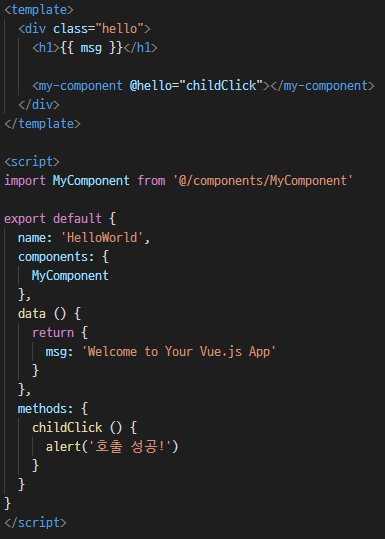 <template>
  <div class="hello">
    <h1>{{ msg }}</h1>

    <my-component @hello="childClick"></my-component>
  </div>
</template>

<script>
import MyComponent from '@/components/MyComponent'

export default {
  name: 'HelloWorld',
  components: {
    MyComponent
  },
  data () {
    return {
      msg: 'Welcome to Your Vue.js App'
    }
  },
  methods: {
    childClick () {
      alert('호출 성공!')
    }
  }
}
</script>